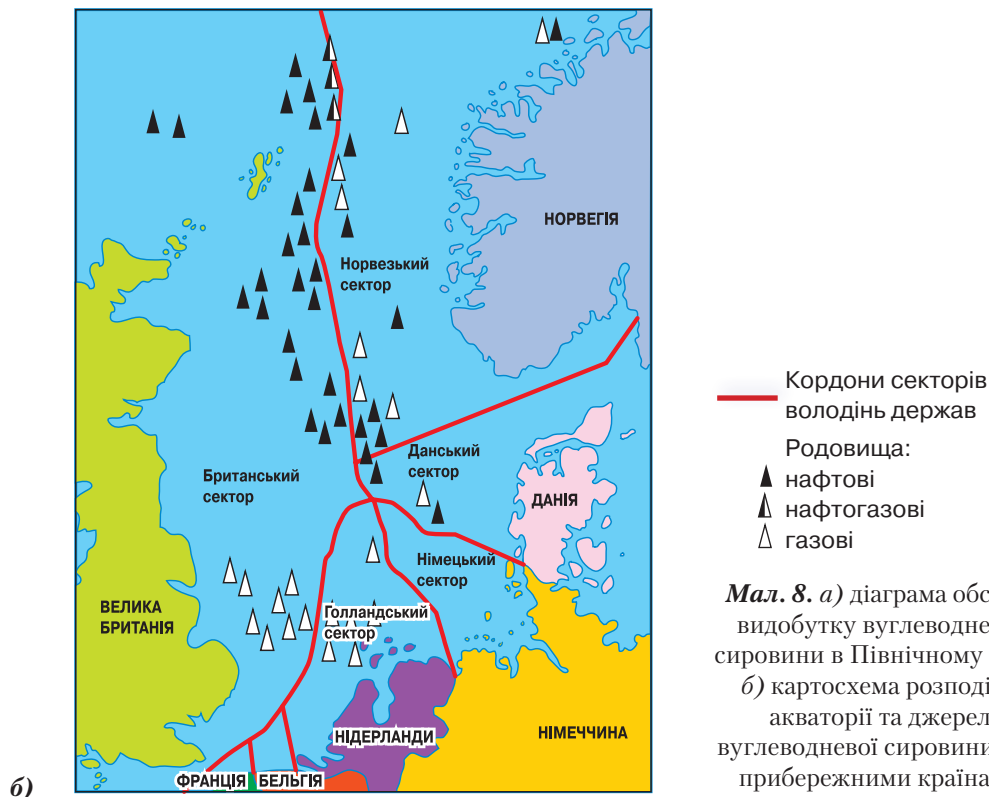 НОРВЕГІЯ
Норвезький
сектор
Данський
сектор
Британський
сектор
ДАНІЯ
Німецький
сектор
ВЕЛИКА
БРИТАНІЯ
Голландський
сектор
НІДЕРЛАНДИ
НІМЕЧЧИНА
ФРАНЦІЯ БЕЛЬГІЯ
б)
Кордони секторів
володінь держав
Родовища:
нафтові
нафтогазові
газові
Мал. 8. а) діаграма обс
видобутку вуглеводне
сировини в Північному
б) картосхема розподі
акваторії та джерел
вуглеводневої сировини
прибережними країна